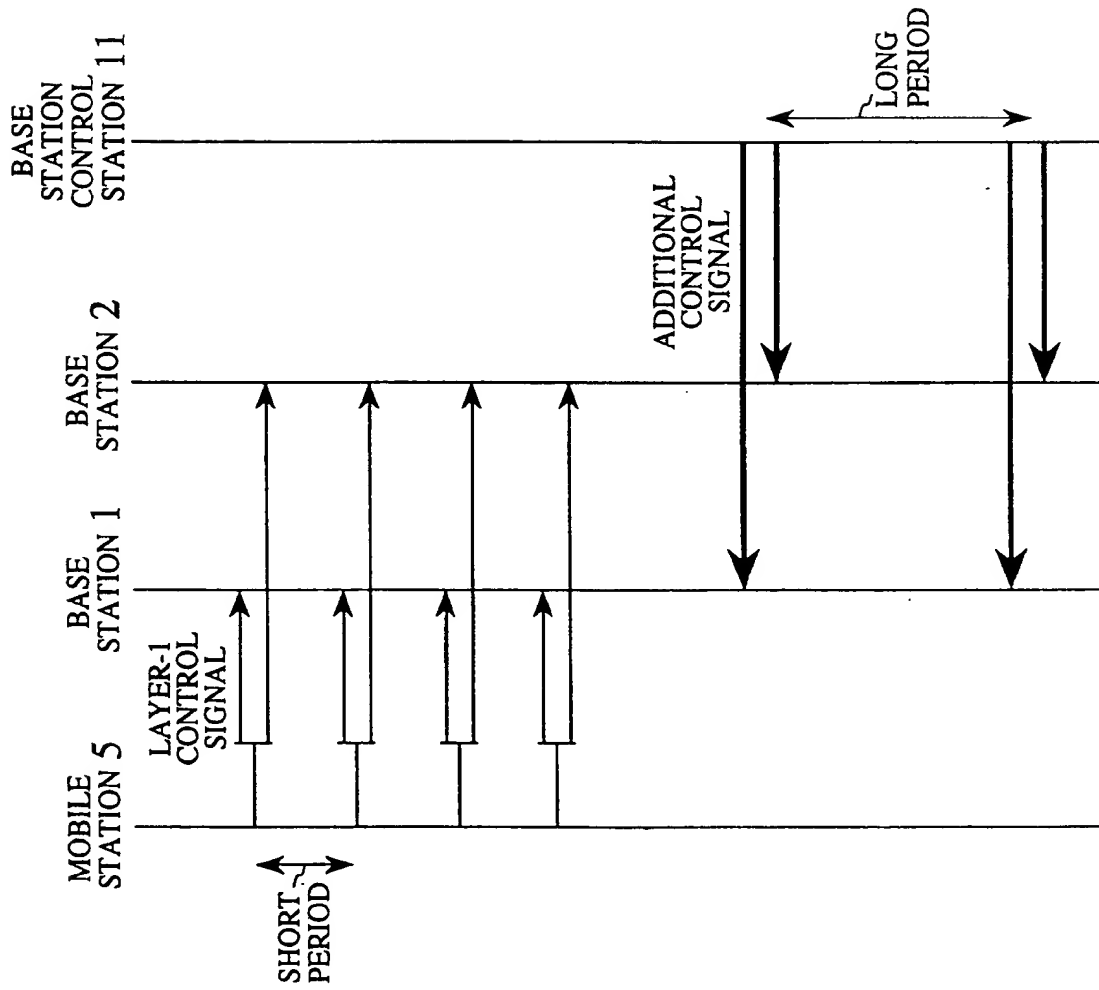 MOBILE
STATION 5
BASE
STATION 1
BASE
STATION 2
BASE
STATION
CONTROL
STATION 11
LAYER-1
CONTROL
SIGNAL
SHORT
PERIOD
ADDITIONAL
CONTROL
SIGNAL
LONG
PERIOD